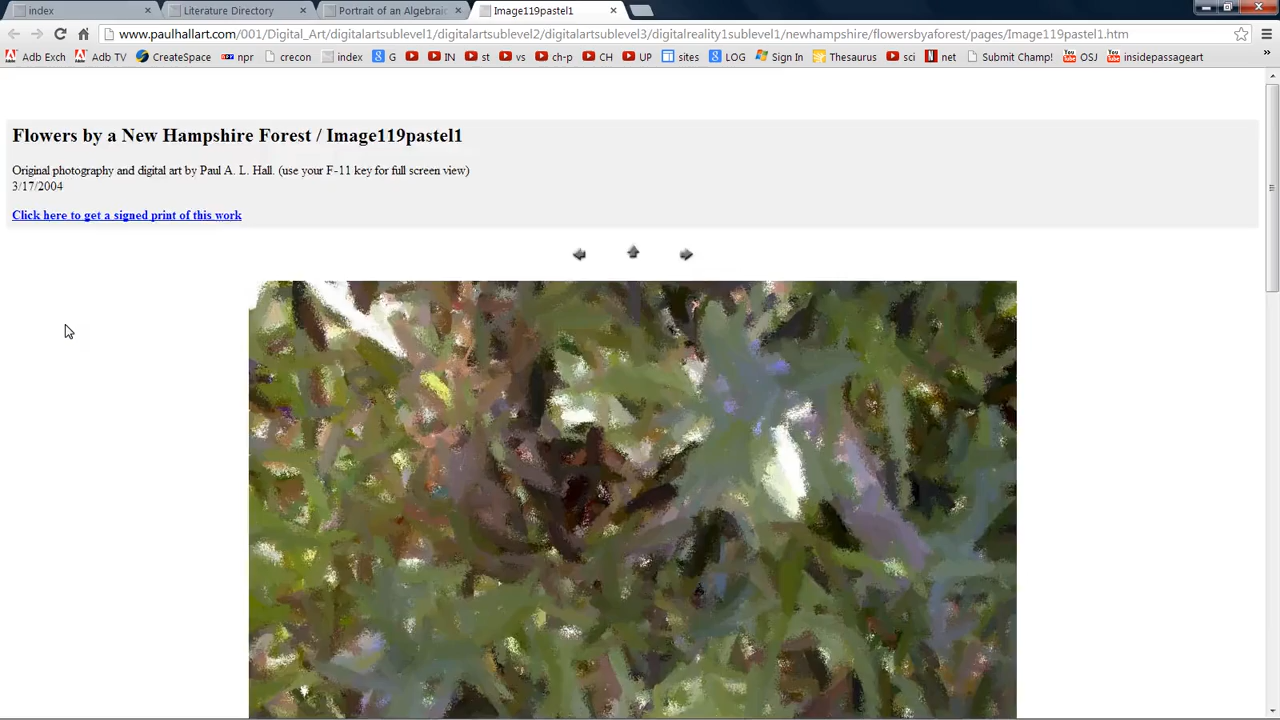 index
Literature Directory
Portrait of an Algebraic
Image119pastel1
www.paulhallart.com/001/Digital_Art/digitalartsublevel1/digitalartsublevel2/digitalartsublevel3/digitalreality1sublevel1/newhampshire/flowersbyaforest/pages/Image119pastel1.htm
Adb Exch Adb TV CreateSpace npr crecon index G IN st vs ch-p CH UP sites LOG Sign In Thesaurus sci net Submit Champ! OSJ insidepassageart
Flowers by a New Hampshire Forest / Image119pastel1
Original photography and digital art by Paul A. L. Hall. (use your F-11 key for full screen view)
3/17/2004
Click here to get a signed print of this work